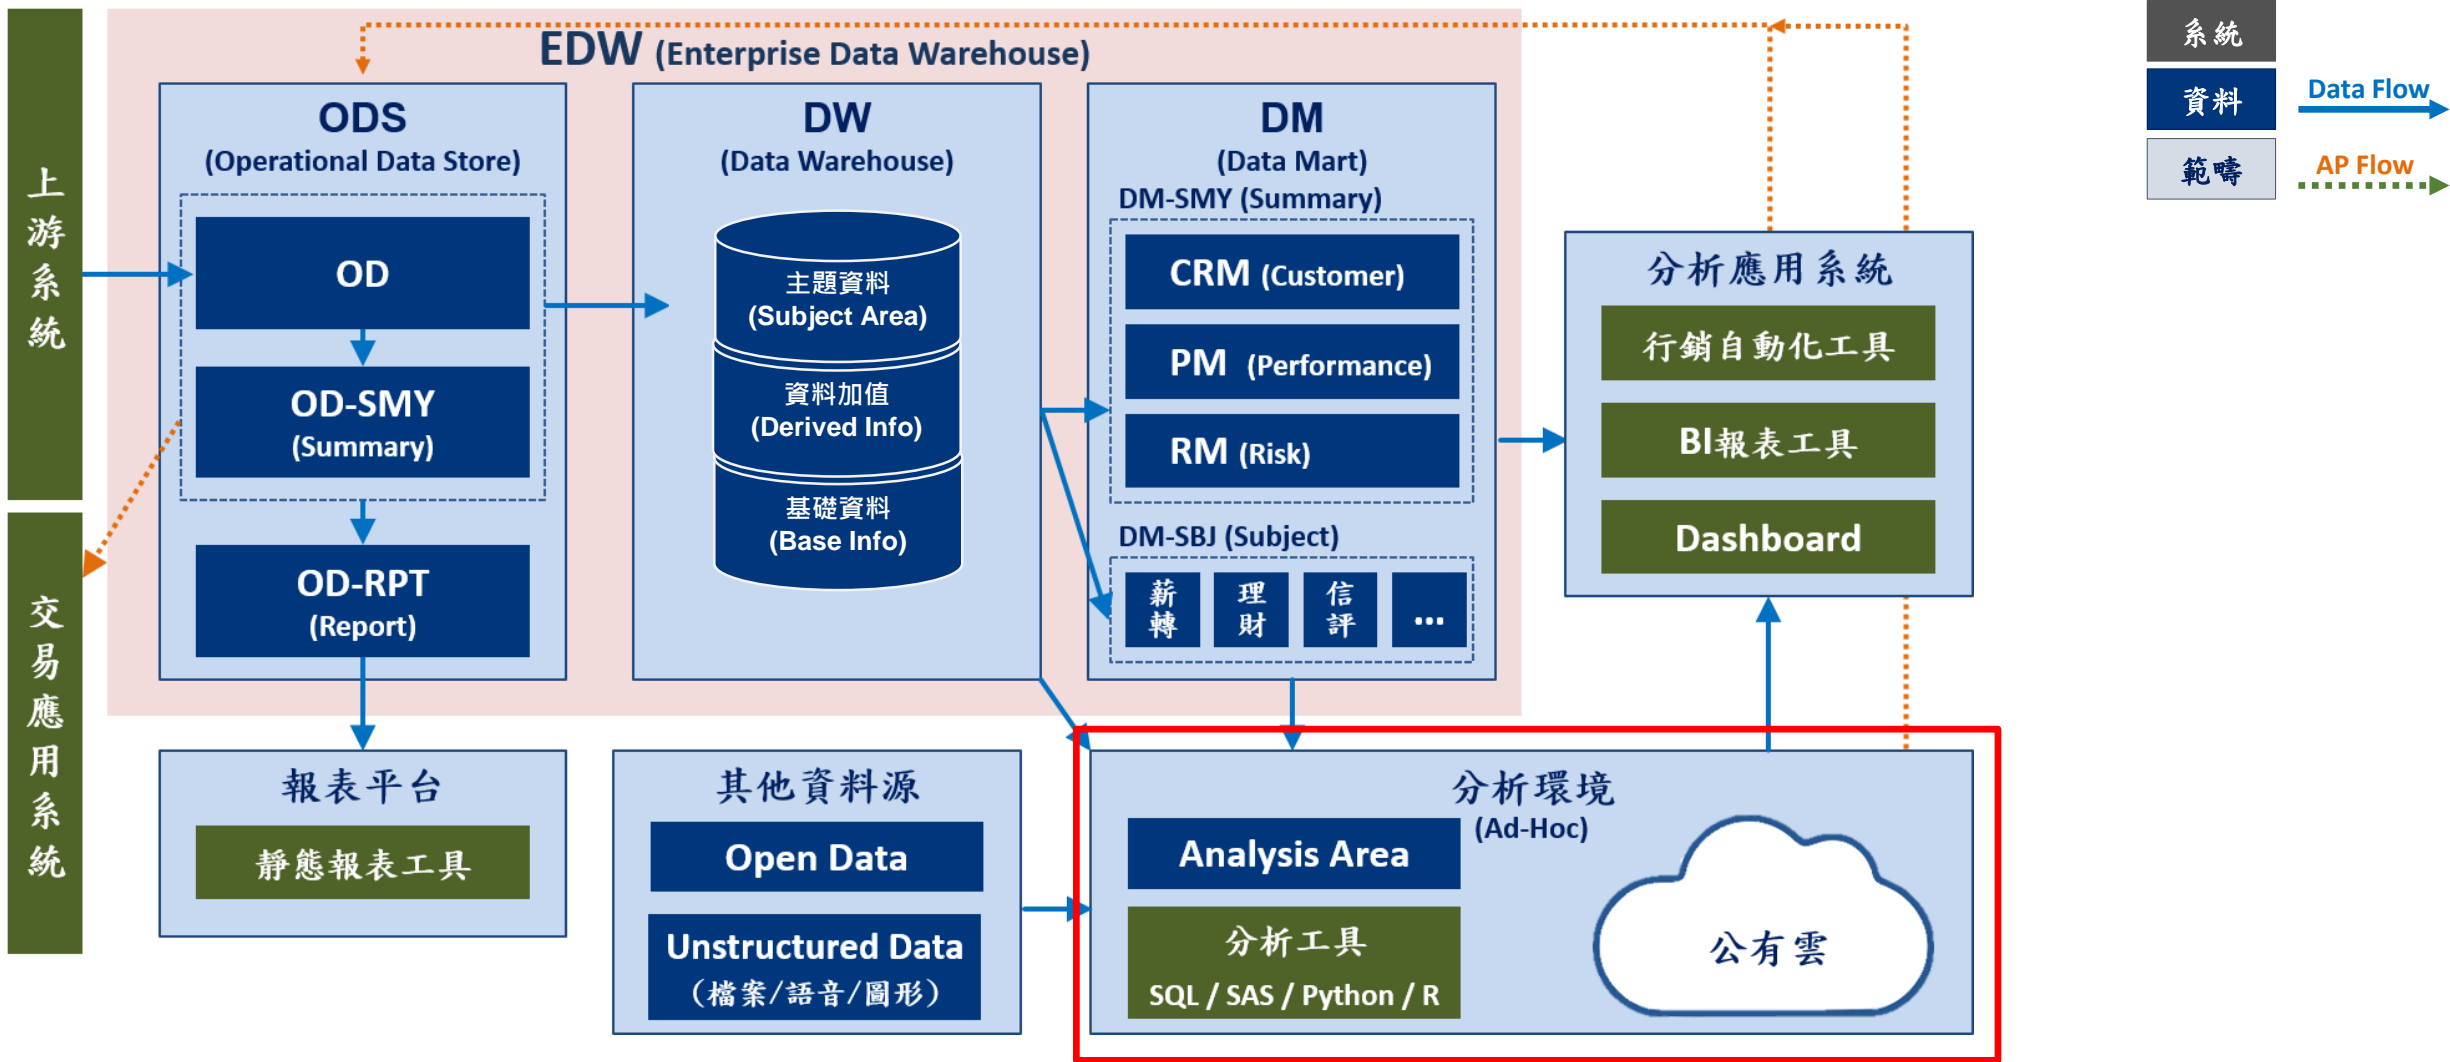 上游系統
交易應用系統
EDW (Enterprise Data Warehouse)
ODS
(Operational Data Store)
OD
OD-SMY
(Summary)
OD-RPT
(Report)
DW
(Data Warehouse)
主題資料
(Subject Area)
資料加值
(Derived Info)
基礎資料
(Base Info)
DM
(Data Mart)
DM-SMY (Summary)
CRM (Customer)
PM (Performance)
RM (Risk)
DM-SBJ (Subject)
薪轉
理財
信評
...
分析應用系統
行銷自動化工具
BI報表工具
Dashboard
系統
資料
範疇
Data Flow
AP Flow
報表平台
靜態報表工具
其他資料源
Open Data
Unstructured Data
（檔案/語音/圖形）
分析環境
(Ad-Hoc)
Analysis Area
分析工具
SQL / SAS / Python / R
公有雲